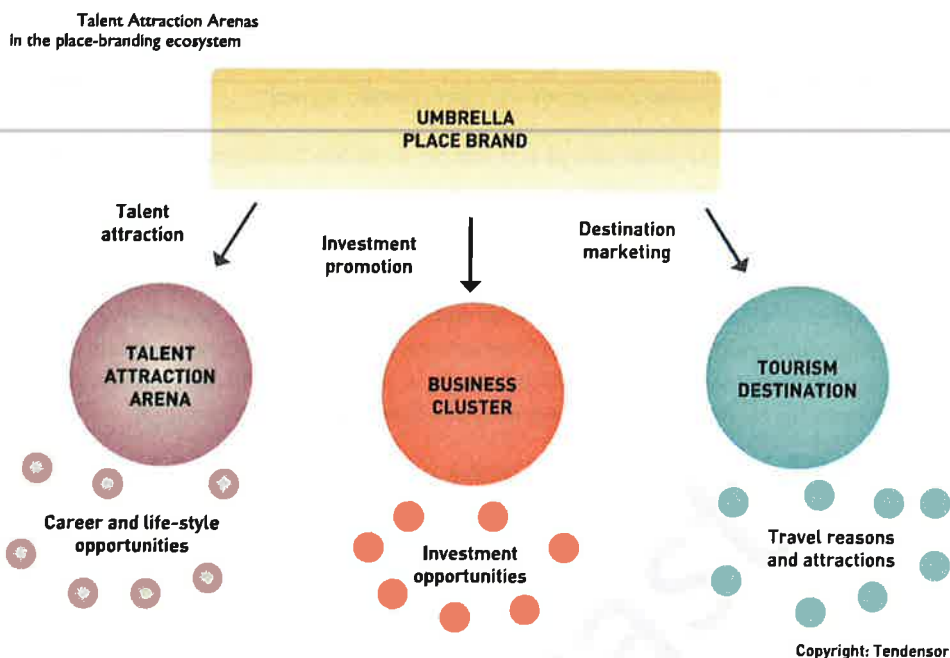 Talent Attraction Arenas
in the place-branding ecosystem
UMBRELLA
PLACE BRAND
Talent
attraction
Investment
promotion
Destination
marketing
TALENT
ATTRACTION
ARENA
BUSINESS
CLUSTER
TOURISM
DESTINATION
Career and life-style
opportunities
Investment
opportunities
Travel reasons
and attractions
Copyright: Tendensor